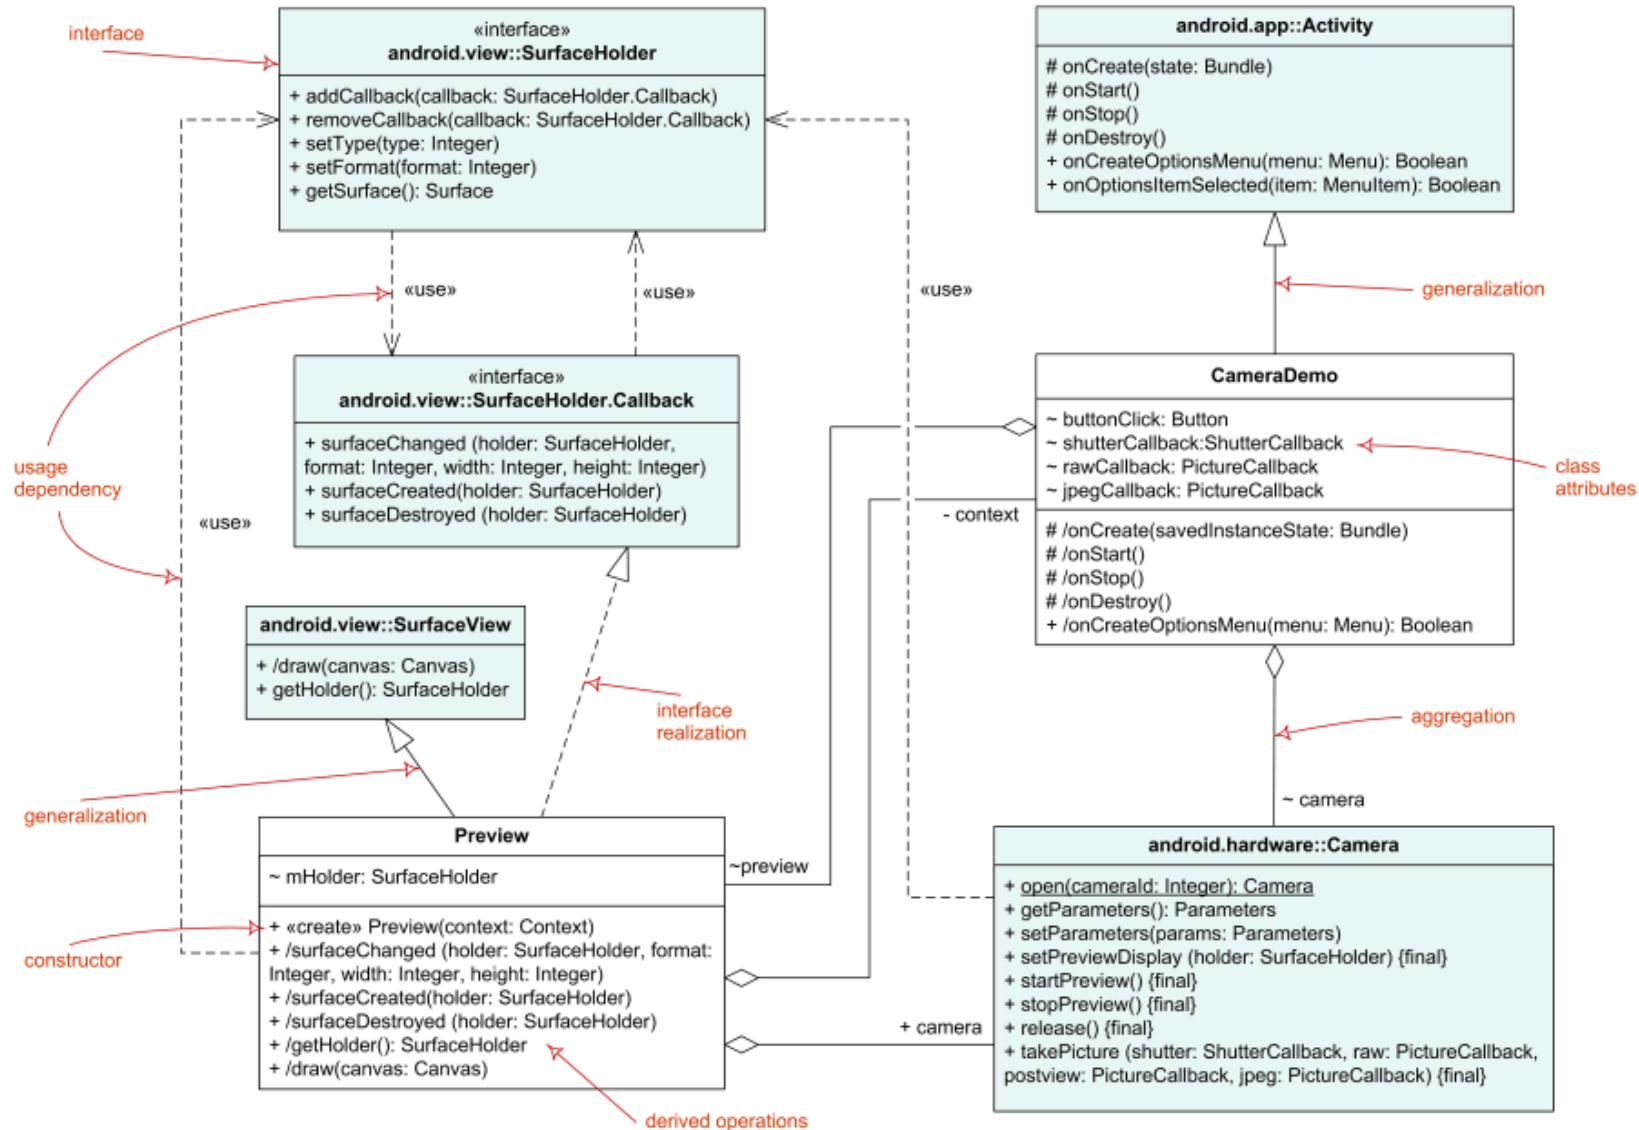 interface
«interface»
android.view::SurfaceHolder
+ addCallback(callback: SurfaceHolder.Callback)
+ removeCallback(callback: SurfaceHolder.Callback)
+ setType(type: Integer)
+ setFormat(format: Integer)
+ getSurface(): Surface
android.app::Activity
# onCreate(state: Bundle)
# onStart()
# onStop()
# onDestroy()
+ onCreateOptionsMenu(menu: Menu): Boolean
+ onOptionsItemSelected(item: MenuItem): Boolean
«use»
«use»
«use»
generalization
«interface»
android.view::SurfaceHolder.Callback
+ surfaceChanged (holder: SurfaceHolder,
format: Integer, width: Integer, height: Integer)
+ surfaceCreated(holder: SurfaceHolder)
+ surfaceDestroyed (holder: SurfaceHolder)
CameraDemo
~ buttonClick: Button
~ shutterCallback:ShutterCallback
~ rawCallback: PictureCallback
~ jpegCallback: PictureCallback
# /onCreate(savedInstanceState: Bundle)
# /onStart()
# /onStop()
# /onDestroy()
+ /onCreateOptionsMenu(menu: Menu): Boolean
class
attributes
usage
dependency
«use»
- context
android.view::SurfaceView
+ /draw(canvas: Canvas)
+ getHolder(): SurfaceHolder
interface
realization
aggregation
generalization
~ camera
Preview
~ mHolder: SurfaceHolder
+ «create» Preview(context: Context)
+ /surfaceChanged (holder: SurfaceHolder, format:
Integer, width: Integer, height: Integer)
+ /surfaceCreated(holder: SurfaceHolder)
+ /surfaceDestroyed (holder: SurfaceHolder)
+ /getHolder(): SurfaceHolder
+ /draw(canvas: Canvas)
~preview
constructor
+ camera
android.hardware::Camera
+ open(cameraId: Integer): Camera
+ getParameters(): Parameters
+ setParameters(params: Parameters)
+ setPreviewDisplay (holder: SurfaceHolder) {final}
+ startPreview() {final}
+ stopPreview() {final}
+ release() {final}
+ takePicture (shutter: ShutterCallback, raw: PictureCallback,
postview: PictureCallback, jpeg: PictureCallback) {final}
derived operations